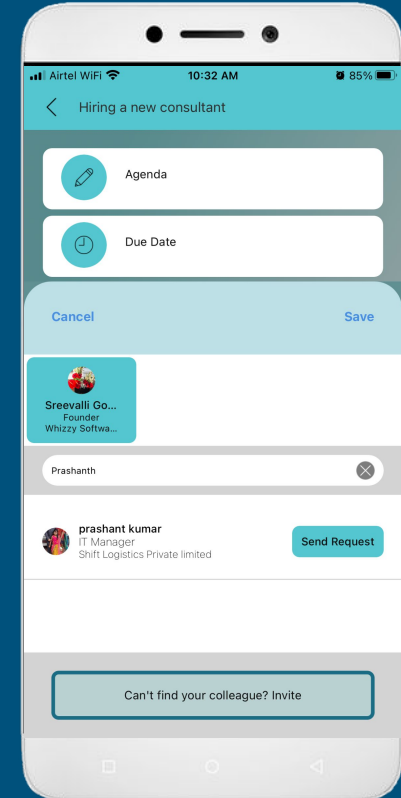 Airtel WiFi 10:32 AM 85%
Hiring a new consultant
Agenda
Due Date
Cancel Save
Sreevalli Go...
Founder
Whizzy Softwa...
Prashanth
prashant kumar
IT Manager
Shift Logistics Private limited
Send Request
Can't find your colleague? Invite